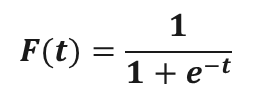 F(t) = 1 / (1 + e^{-t})